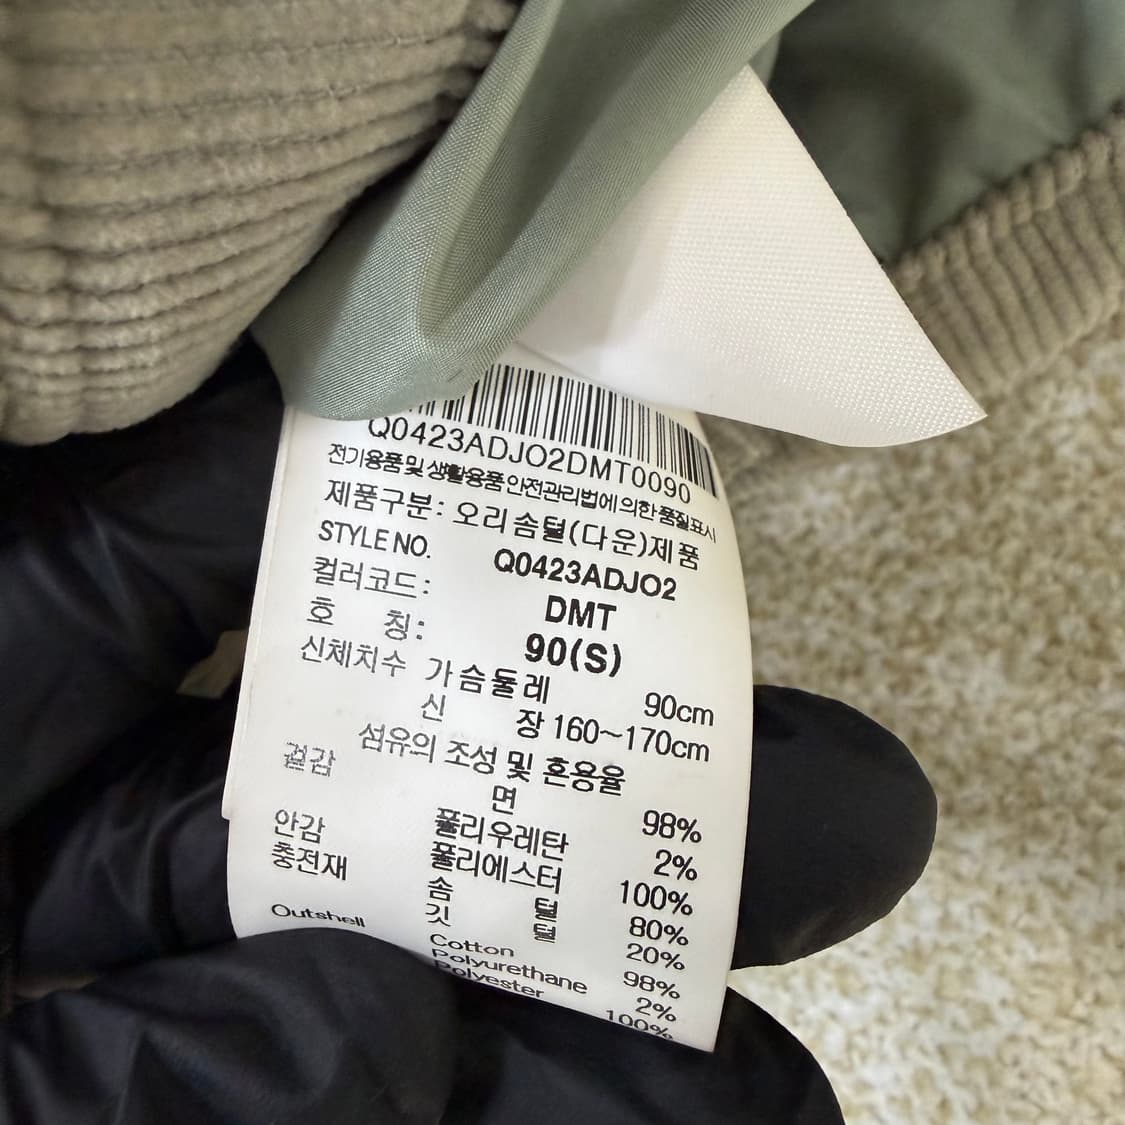 Q0423ADJO2DMT0090
전기용품 및 생활용품 안전관리법에 의한 품질표시
제품구분: 오리솜털(다운)제품
STYLE NO. Q0423ADJO2
컬러코드: DMT
호 칭: 90(S)
신체치수 가슴둘레 90cm
신 장 160~170cm
섬유의 조성 및 혼용율
겉감 면 98%
폴리우레탄 2%
안감 폴리에스터 100%
충전재 솜 털 80%
깃 털 20%
Outshell Cotton 98%
Polyurethane 2%
Polyester 100%